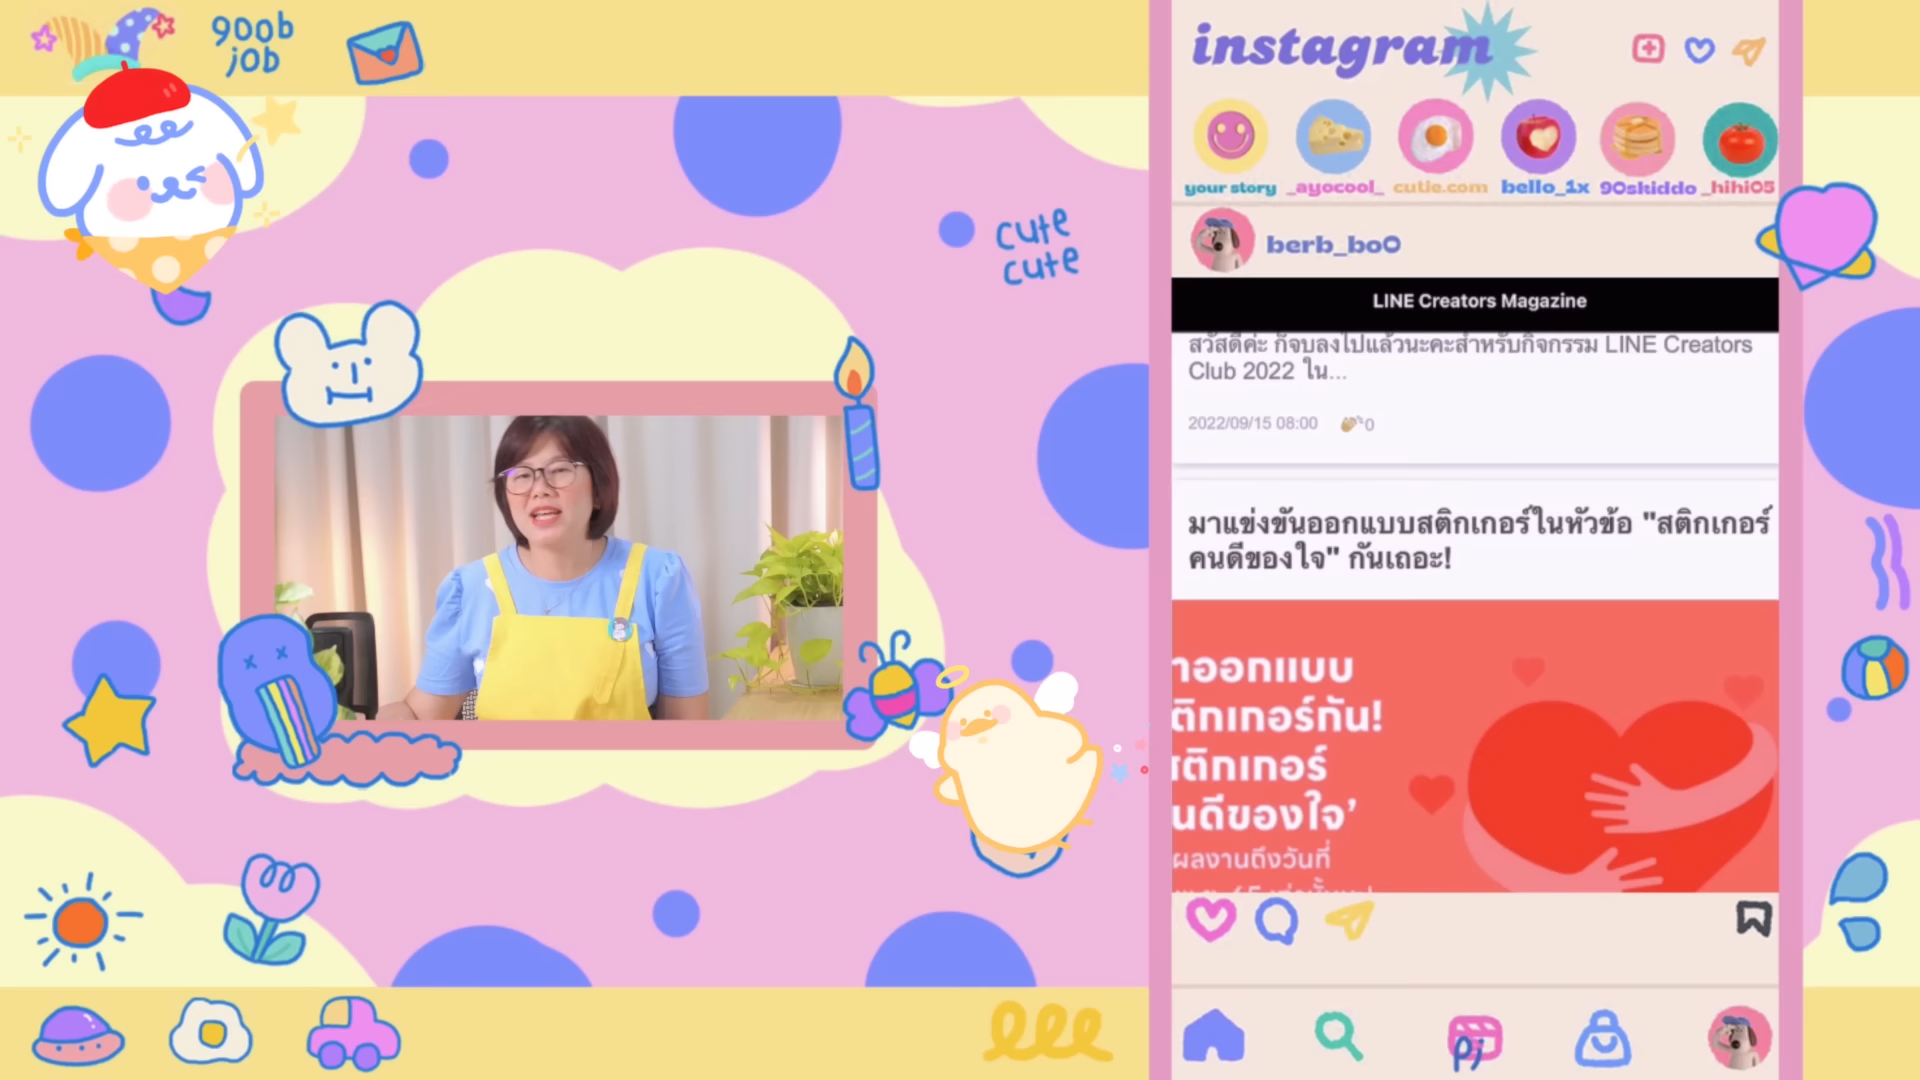 good
job
cute
cute
instagram
your story
_ayocool_
cutie.com
bello_1x
90skiddo
_hihi05
berb_bo0
LINE Creators Magazine
สวัสดีค่ะ ก็จบลงไปแล้วนะคะสำหรับกิจกรรม LINE Creators
Club 2022 ใน...
2022/09/15 08:00
0
มาแข่งขันออกแบบสติกเกอร์ในหัวข้อ "สติกเกอร์
คนดีของใจ" กันเถอะ!
าออกแบบ
ติกเกอร์กัน!
ติกเกอร์
นดีของใจ’
ผลงานถึงวันที่